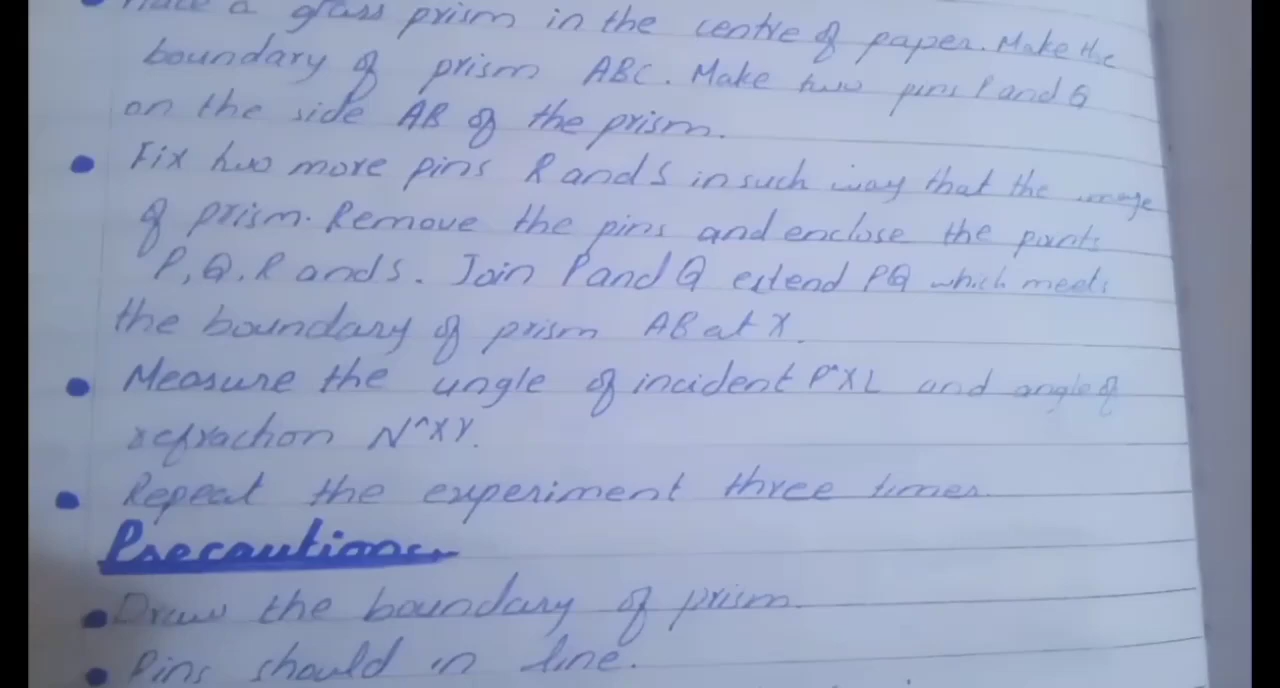 a glass prism in the centre of paper. Make the
boundary of prism ABC. Make two pins P and Q
on the side AB of the prism.
Fix two more pins R and S in such way that the image
of prism. Remove the pins and enclose the points
P, Q, R and S. Join P and Q extend PQ which meets
the boundary of prism AB at X.
Measure the ungle of incident P^XL and angle of
refraction N^XY.
Repeat the experiment three times.
Precautions
Draw the boundary of prism.
Pins should in line.